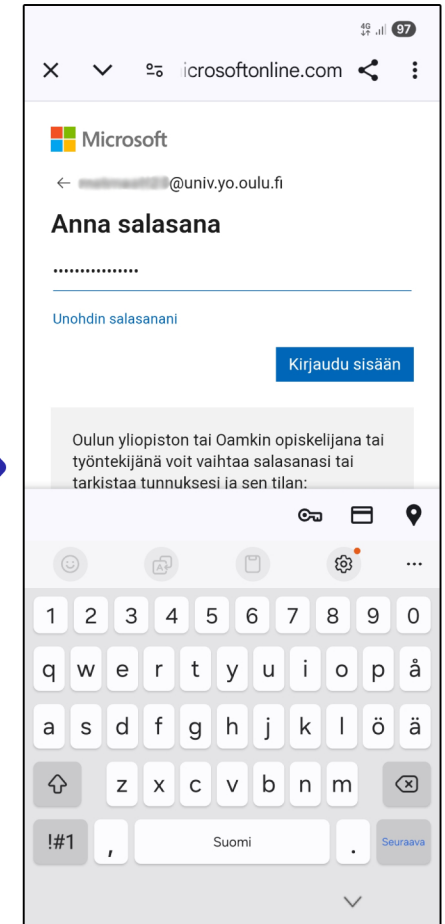 4G 97
icrosoftonline.com
Microsoft
@univ.yo.oulu.fi
Anna salasana
................
Unohdin salasanani
Kirjaudu sisään
Oulun yliopiston tai Oamkin opiskelijana tai
työntekijänä voit vaihtaa salasanasi tai
tarkistaa tunnuksesi ja sen tilan:
1 2 3 4 5 6 7 8 9 0
q w e r t y u i o p å
a s d f g h j k l ö ä
z x c v b n m
!#1 , Suomi . Seuraava